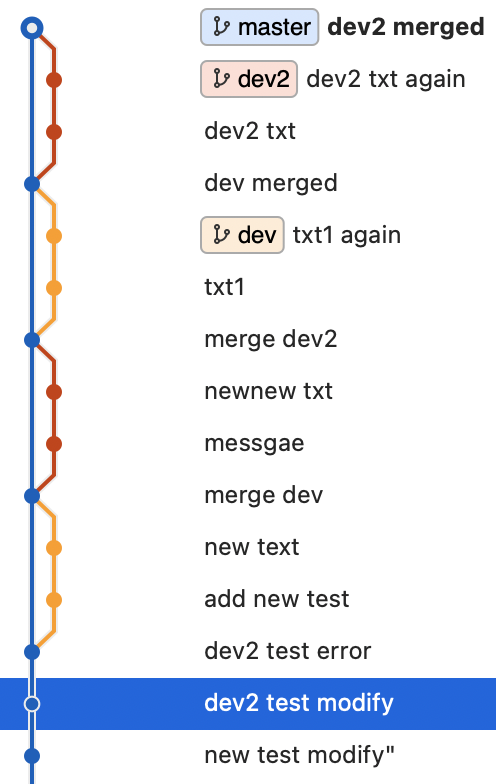 master dev2 merged
dev2 dev2 txt again
dev2 txt
dev merged
dev txt1 again
txt1
merge dev2
newnew txt
messgae
merge dev
new text
add new test
dev2 test error
dev2 test modify
new test modify"